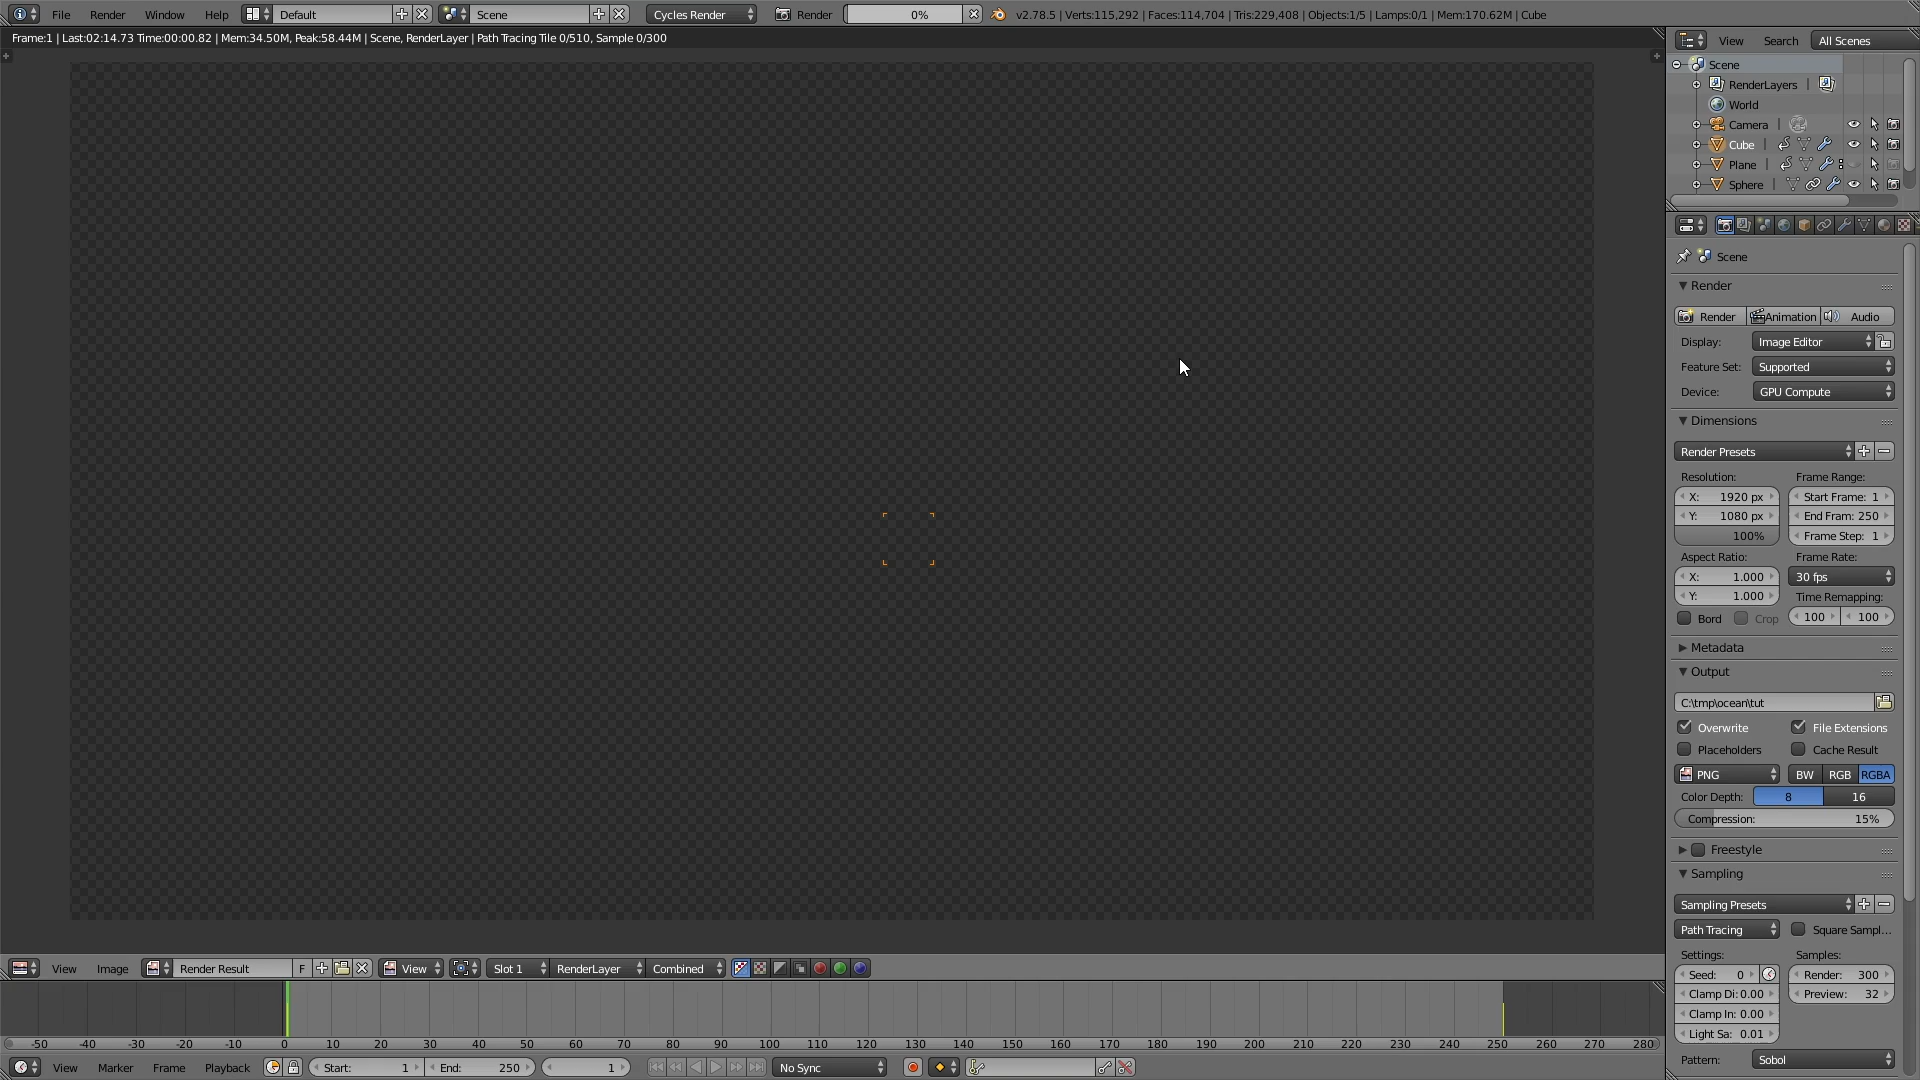 File Render Window Help Default Scene Cycles Render Render 0% v2.78.5 | Verts:115,292 | Faces:114,704 | Tris:229,408 | Objects:1/5 | Lamps:0/1 | Mem:170.62M | Cube
Frame:1 | Last:02:14.73 Time:00:00.82 | Mem:34.50M, Peak:58.44M | Scene, RenderLayer | Path Tracing Tile 0/510, Sample 0/300
View Search All Scenes
Scene
RenderLayers |
World
Camera |
Cube |
Plane |
Sphere |
Scene
Render
Render Animation Audio
Display: Image Editor
Feature Set: Supported
Device: GPU Compute
Dimensions
Render Presets
Resolution: Frame Range:
X: 1920 px Start Frame: 1
Y: 1080 px End Fram: 250
100% Frame Step: 1
Aspect Ratio: Frame Rate:
X: 1.000 30 fps
Y: 1.000 Time Remapping:
Bord Crop 100 100
Metadata
Output
C:\tmp\ocean\tut
Overwrite File Extensions
Placeholders Cache Result
PNG BW RGB RGBA
Color Depth: 8 16
Compression: 15%
Freestyle
Sampling
Sampling Presets
Path Tracing Square Sampl...
Settings: Samples:
Seed: 0 Render: 300
Clamp Di: 0.00 Preview: 32
Clamp In: 0.00
Light Sa: 0.01
Pattern: Sobol
View Image Render Result F View Slot 1 RenderLayer Combined
-50 -40 -30 -20 -10 0 10 20 30 40 50 60 70 80 90 100 110 120 130 140 150 160 170 180 190 200 210 220 230 240 250 260 270 280
View Marker Frame Playback Start: 1 End: 250 1 No Sync